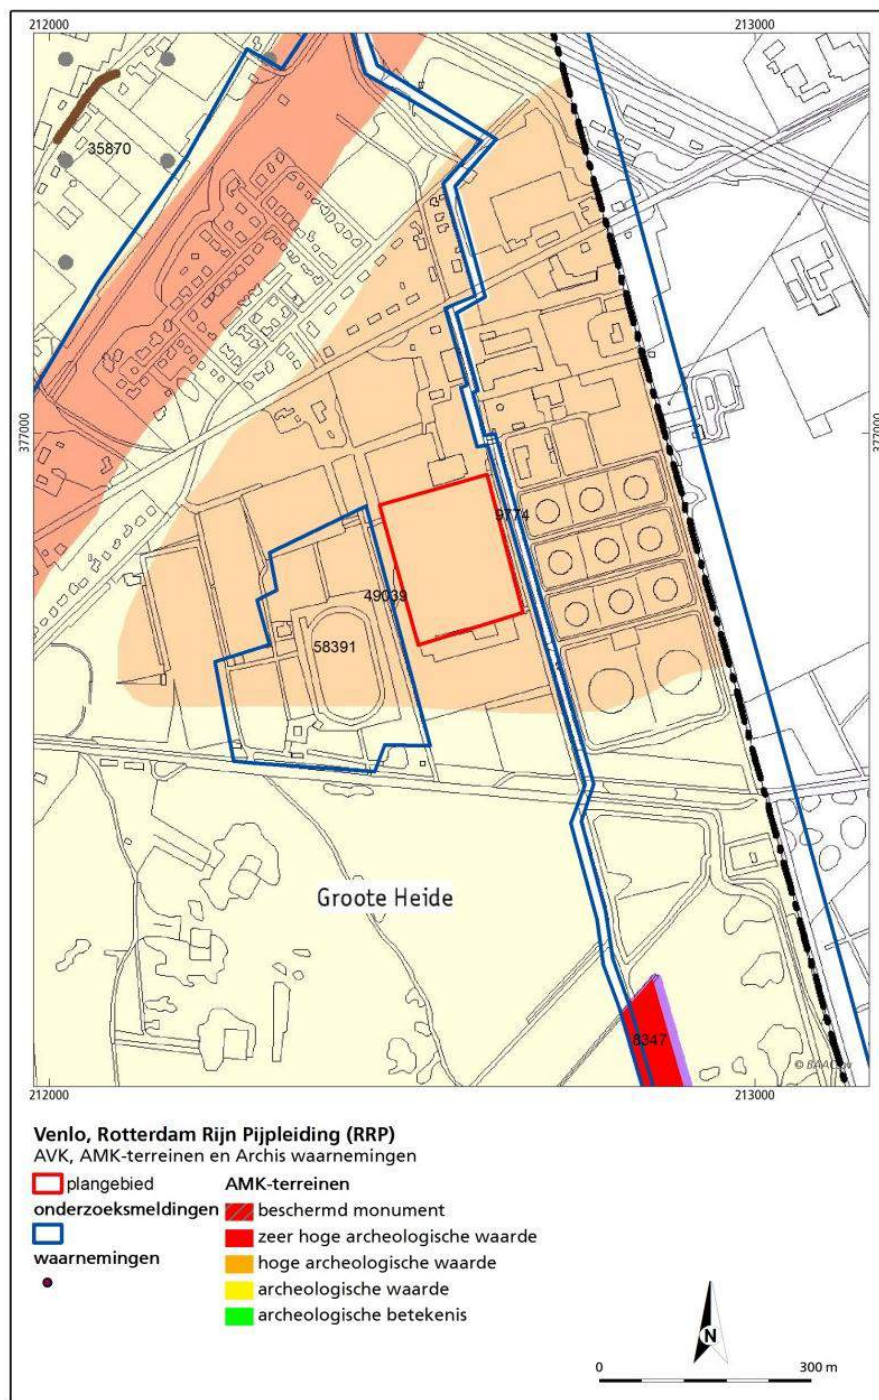 212000
213000
35870
377000
377000
9774
49039
58391
Groote Heide
8347
212000
213000
Venlo, Rotterdam Rijn Pijpleiding (RRP)
AVK, AMK-terreinen en Archis waarnemingen
plangebied
onderzoeksmeldingen
waarnemingen
AMK-terreinen
beschermd monument
zeer hoge archeologische waarde
hoge archeologische waarde
archeologische waarde
archeologische betekenis
N
0
300 m